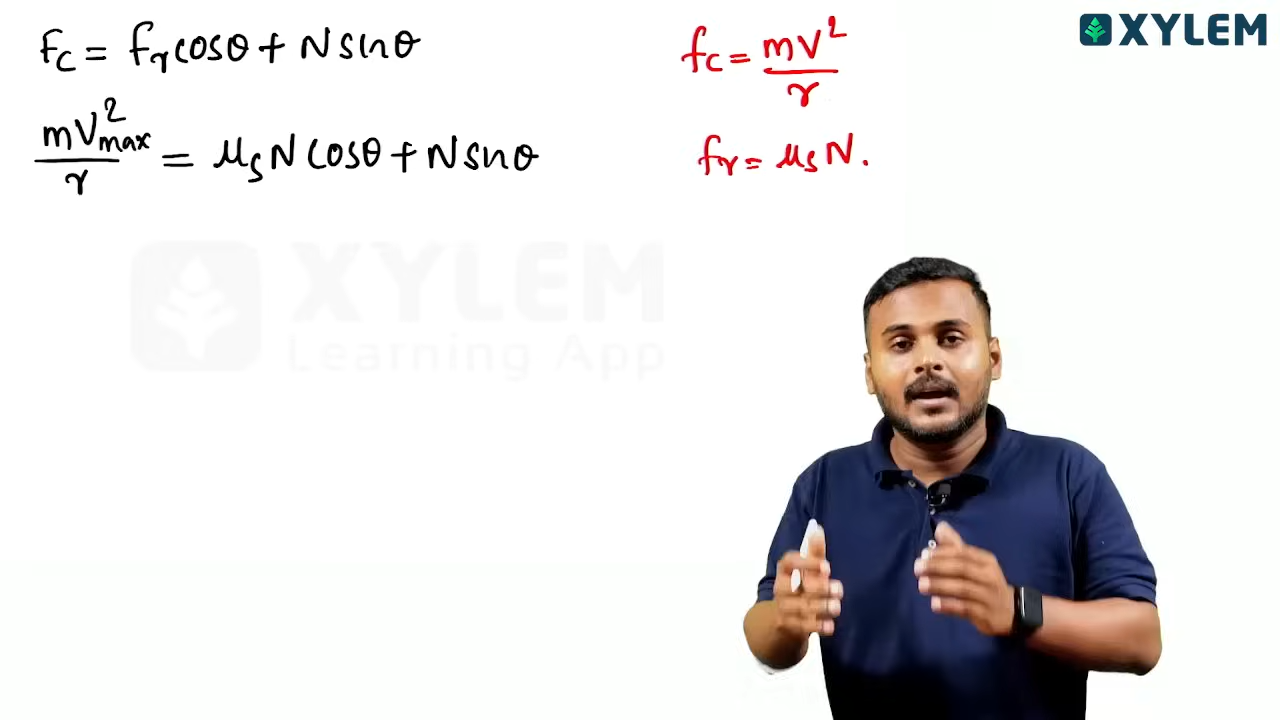 Fc = fr cosθ + N sinθ
mV²max/r = μs N cosθ + N sinθ
fc = mV²/r
fr = μs N.
XYLEM
XYLEM
Learning App